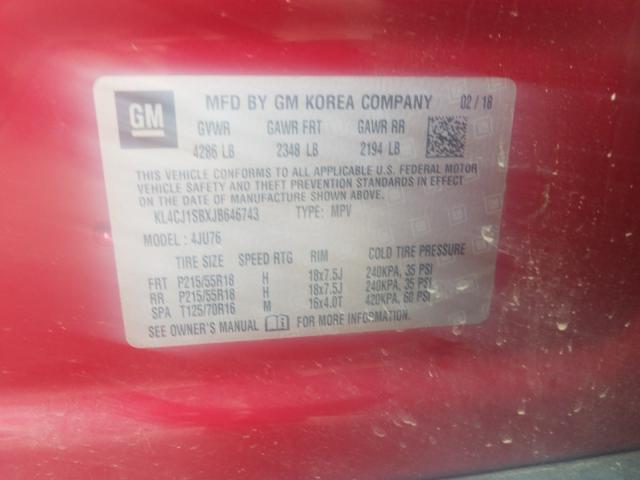 GM MFD BY GM KOREA COMPANY 02 / 18
GVWR GAWR FRT GAWR RR
4286 LB 2348 LB 2194 LB
THIS VEHICLE CONFORMS TO ALL APPLICABLE U.S. FEDERAL MOTOR
VEHICLE SAFETY AND THEFT PREVENTION STANDARDS IN EFFECT
ON THE DATE OF MANUFACTURE SHOWN ABOVE.
KL4CJ1SBXJB646743 TYPE: MPV
MODEL : 4JU76
TIRE SIZE SPEED RTG RIM COLD TIRE PRESSURE
FRT P215/55R18 H 18x7.5J 240KPA, 35 PSI
RR P215/55R18 H 18x7.5J 240KPA, 35 PSI
SPA T125/70R16 M 16x4.0T 420KPA, 60 PSI
SEE OWNER'S MANUAL FOR MORE INFORMATION.